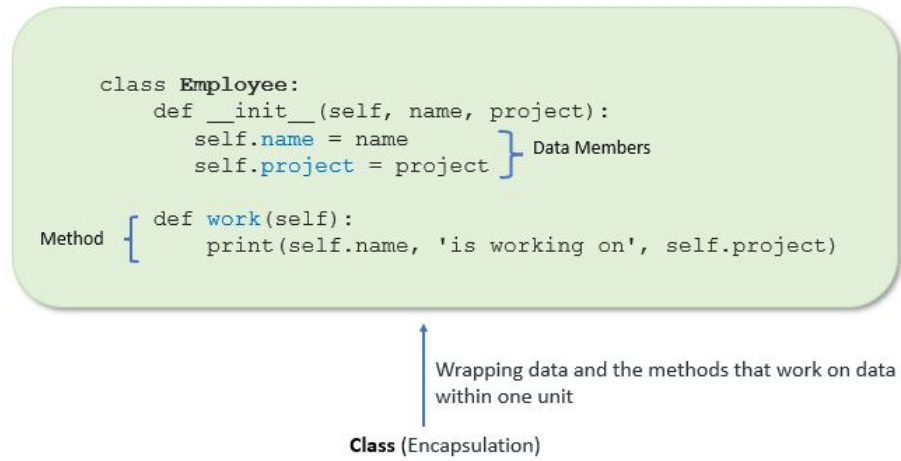 class Employee:
def __init__(self, name, project):
self.name = name
self.project = project
Data Members
Method
def work(self):
print(self.name, 'is working on', self.project)
Wrapping data and the methods that work on data
within one unit
Class (Encapsulation)